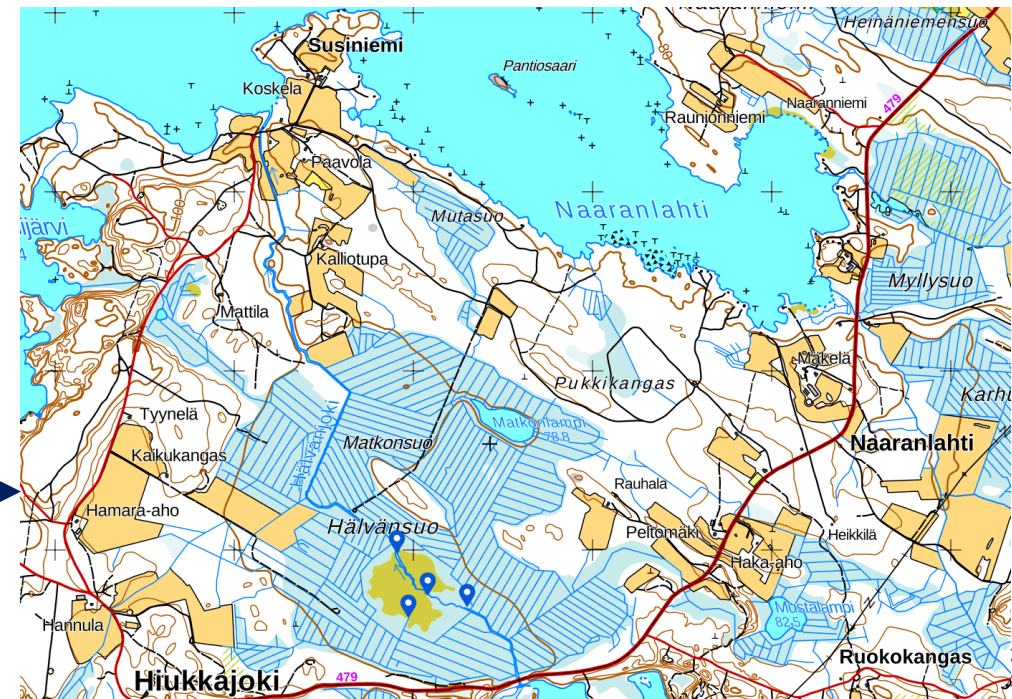 Heinäniemensuo
Susiniemi
Pantiosaari
Koskela
86
479
Naaranniemi
Raunionniemi
Paavola
100
Naaranlahti
Mutasuo
Kalliotupa
Myllysuo
Mattila
Mäkelä
Pukkikangas
Tyynelä
Hälvänjoki
Matkonlampi
78.8
Matkonsuo
Naaranlahti
Kaikukangas
Rauhala
Hamara-aho
Hälvänsuo
Peltomäki
Heikkilä
Haka-aho
Mustalampi
82.5
Hannula
Ruokokangas
Hiukkajoki
479